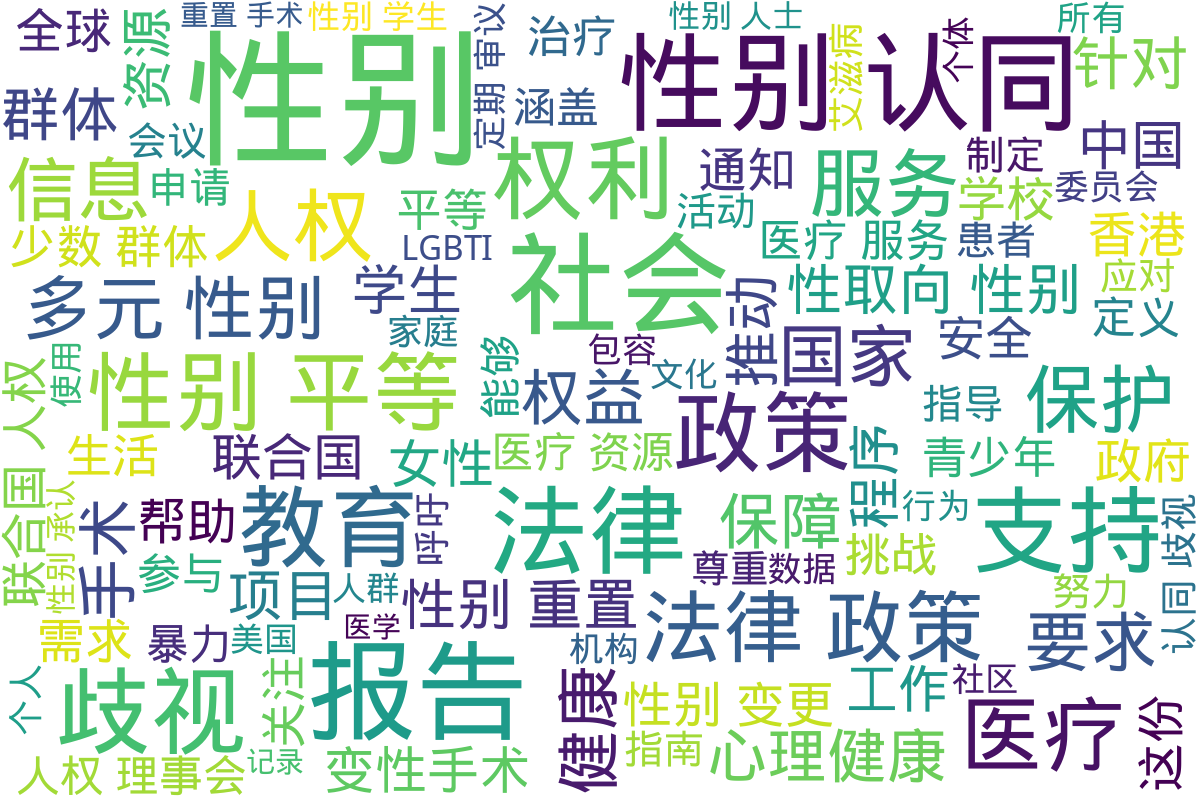 全球
资源
重置 手术
性别 学生
定期 审议
治疗
性别 人士
艾滋病
个体
所有
针对
群体
会议
性别
涵盖
性别 认同
中国
信息
申请
人权
平等
权利
通知
服务
制定
学校
委员会
少数 群体
LGBTI
活动
医疗 服务
患者
香港
多元 性别
学生
社会
推动
性取向 性别
应对
定义
家庭
包容
国家
安全
联合国 人权
使用
性别 平等
能够
权益
文化
政策
指导
保护
生活
联合国
女性
医疗 资源
程序
青少年
政府
性别 承认
手术
帮助
教育
呼吁
法律
保障
行为
支持
认同 歧视
参与
项目
人群
性别 重置
尊重
数据
挑战
努力
需求
暴力
美国
医学
机构
法律 政策
要求
个人
歧视
关注
报告
健康
性别 变更
工作
社区
医疗
这份
人权 理事会
记录
变性手术
指南
心理健康